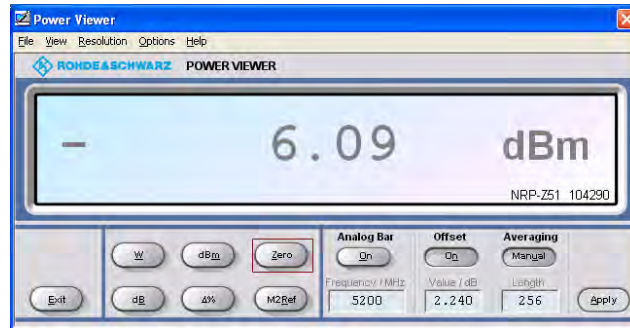 Power Viewer
File View Resolution Options Help
ROHDE&SCHWARZ POWER VIEWER
- 6.09 dBm
NRP-Z51 104290
Analog Bar Offset Averaging
W dBm Zero On On Manual
Frequency / MHz Value / dB Length
Exit dB Δ% M2Ref 5200 2.240 256 Apply